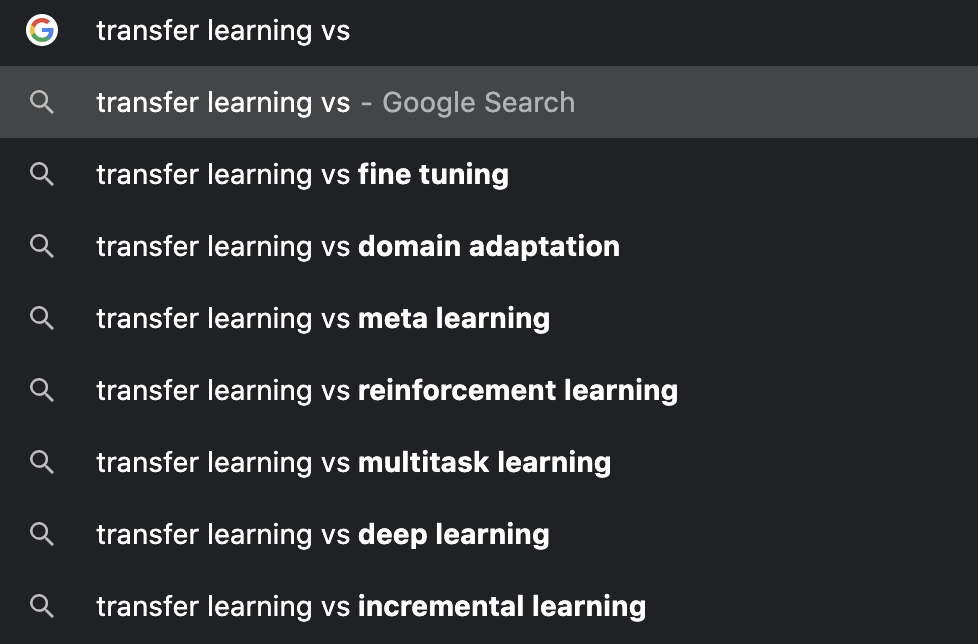 transfer learning vs
transfer learning vs - Google Search
transfer learning vs fine tuning
transfer learning vs domain adaptation
transfer learning vs meta learning
transfer learning vs reinforcement learning
transfer learning vs multitask learning
transfer learning vs deep learning
transfer learning vs incremental learning